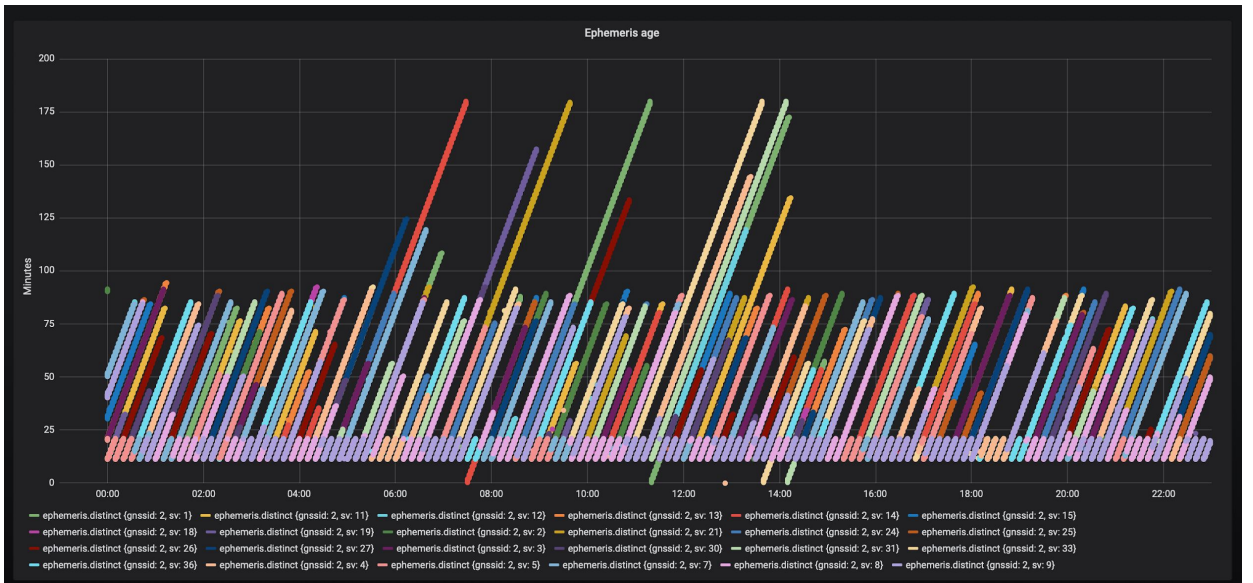 Ephemeris age
200
175
150
125
100
75
50
25
0
Minutes
00:00 02:00 04:00 06:00 08:00 10:00 12:00 14:00 16:00 18:00 20:00 22:00
ephemeris.distinct {gnssid: 2, sv: 1} ephemeris.distinct {gnssid: 2, sv: 11} ephemeris.distinct {gnssid: 2, sv: 12} ephemeris.distinct {gnssid: 2, sv: 13} ephemeris.distinct {gnssid: 2, sv: 14} ephemeris.distinct {gnssid: 2, sv: 15}
ephemeris.distinct {gnssid: 2, sv: 18} ephemeris.distinct {gnssid: 2, sv: 19} ephemeris.distinct {gnssid: 2, sv: 2} ephemeris.distinct {gnssid: 2, sv: 21} ephemeris.distinct {gnssid: 2, sv: 24} ephemeris.distinct {gnssid: 2, sv: 25}
ephemeris.distinct {gnssid: 2, sv: 26} ephemeris.distinct {gnssid: 2, sv: 27} ephemeris.distinct {gnssid: 2, sv: 3} ephemeris.distinct {gnssid: 2, sv: 30} ephemeris.distinct {gnssid: 2, sv: 31} ephemeris.distinct {gnssid: 2, sv: 33}
ephemeris.distinct {gnssid: 2, sv: 36} ephemeris.distinct {gnssid: 2, sv: 4} ephemeris.distinct {gnssid: 2, sv: 5} ephemeris.distinct {gnssid: 2, sv: 7} ephemeris.distinct {gnssid: 2, sv: 8} ephemeris.distinct {gnssid: 2, sv: 9}